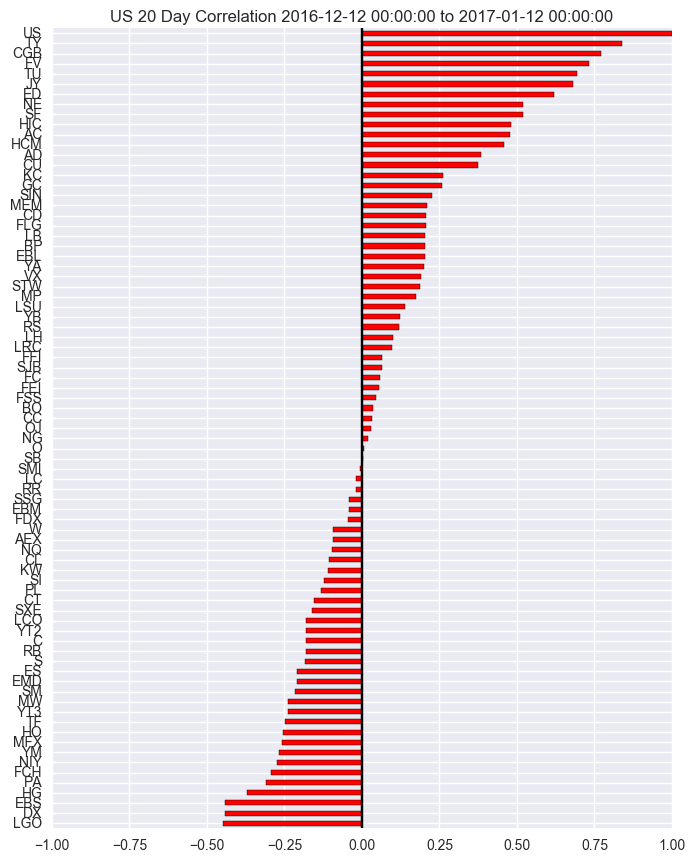 US 20 Day Correlation 2016-12-12 00:00:00 to 2017-01-12 00:00:00
US
TY
CGB
FV
TU
JY
ED
NE
SF
HIC
AC
HCM
AD
CU
KC
GC
SIN
MEM
CD
FLG
LB
BP
EBL
YA
VX
STW
MP
LSU
YB
RS
LH
LRC
SJB
FC
FEI
FSS
BO
CC
OJ
NG
O
SB
SMI
LC
RR
SSG
EBM
FDX
W
AEX
NQ
CL
KW
SI
PL
CT
SXE
LCO
YT2
C
RB
S
ES
EMD
SM
MW
YT3
TF
HO
MFX
YM
NIY
FCH
PA
HG
EBS
DX
LGO
−1.00 −0.75 −0.50 −0.25 0.00 0.25 0.50 0.75 1.00